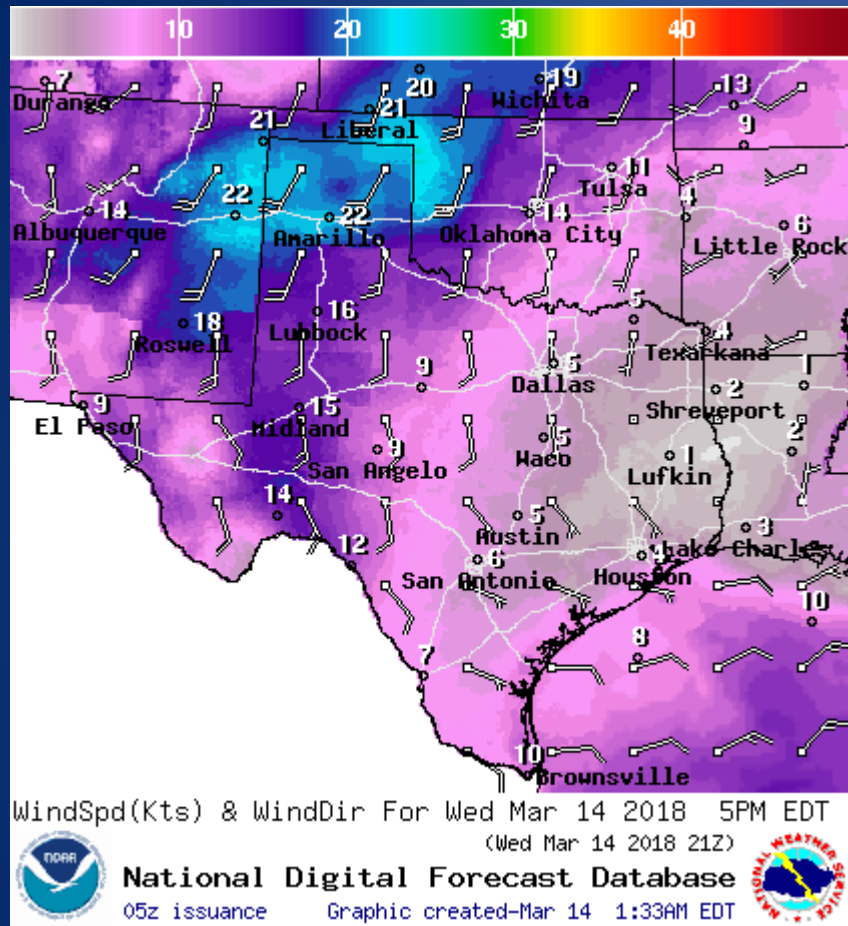 10 20 30 40
7 20 19 13
Durango Wichita
21 21 9
Liberal
11
Tulsa
14 22 22 14 4 6
Albuquerque Amarillo Oklahoma City Little Rock
18 16 5 4
Roswell Lubbock Texarkana
9 5 1
Dallas 2
9 15 Shreveport
El Paso Midland 9 5 1 2
San Angelo Waco Lufkin
14 5 3
Austin Lake Charles
12 6
San Antonio Houston
10
7 8
10
Brownsville
WindSpd(Kts) & WindDir For Wed Mar 14 2018 5PM EDT
(Wed Mar 14 2018 21Z)
NOAA
National Digital Forecast Database
05z issuance Graphic created-Mar 14 1:33AM EDT
NATIONAL WEATHER SERVICE